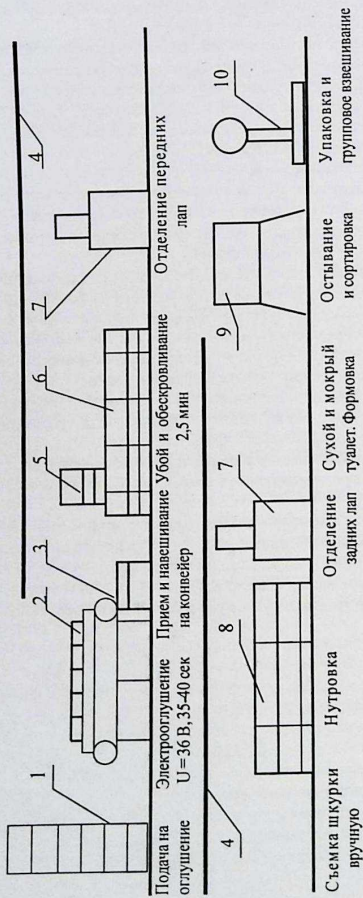 1
2
3
4
5
6
7
Подача на
оглушение
Электрооглушение
U=36 В, 35-40 сек
Прием и навешивание
на конвейер
Убой и обескровливание
2,5 мин
Отделение передних
лап
4
8
7
9
10
Съемка шкурки
вручную
Нутровка
Отделение
задних лап
Сухой и мокрый
туалет. Формовка
Остывание
и сортировка
Упаковка и
групповое взвешивание